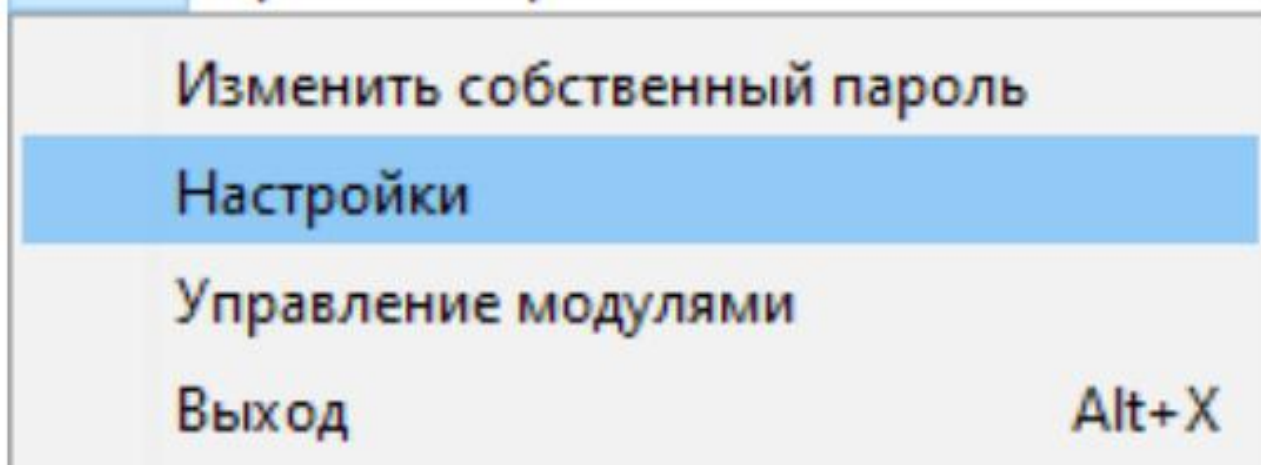 Изменить собственный пароль
Настройки
Управление модулями
Выход Alt+X